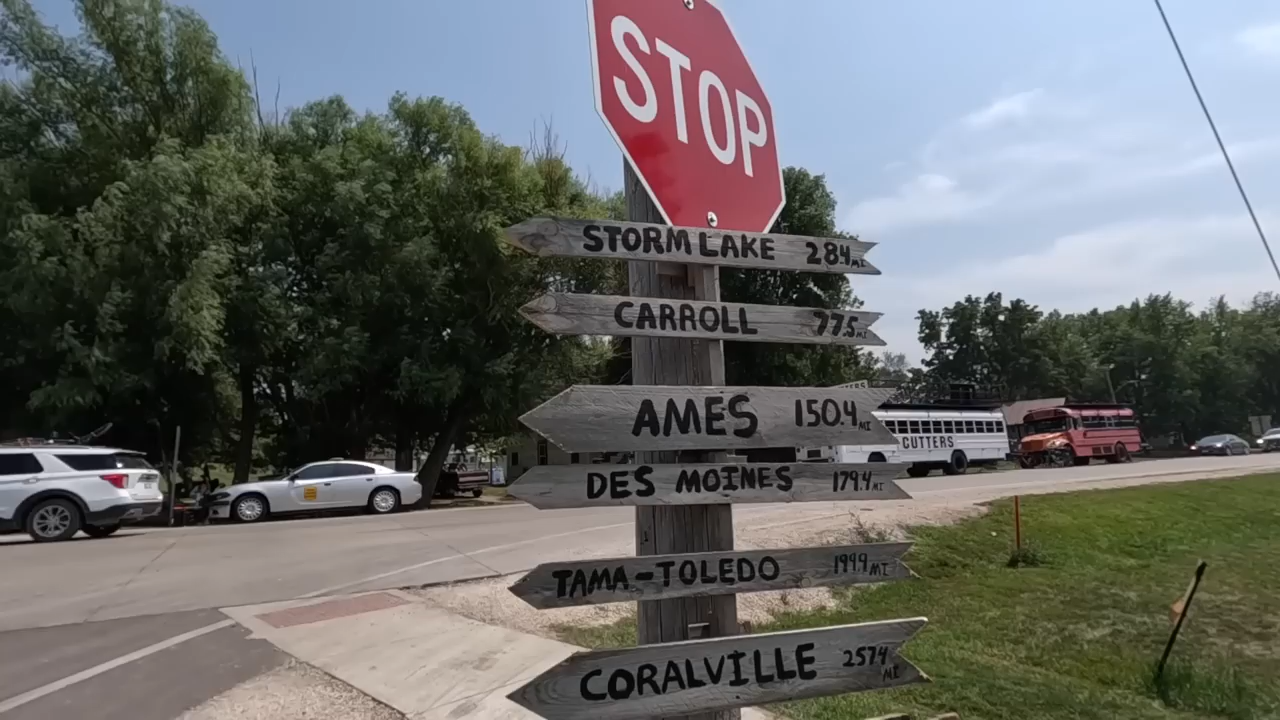 STOP
STORM LAKE 28.4 MI
CARROLL 77.5 MI
AMES 150.4 MI
DES MOINES 179.4 MI
TAMA-TOLEDO 199.9 MI
CORALVILLE 257.4 MI
CUTTERS